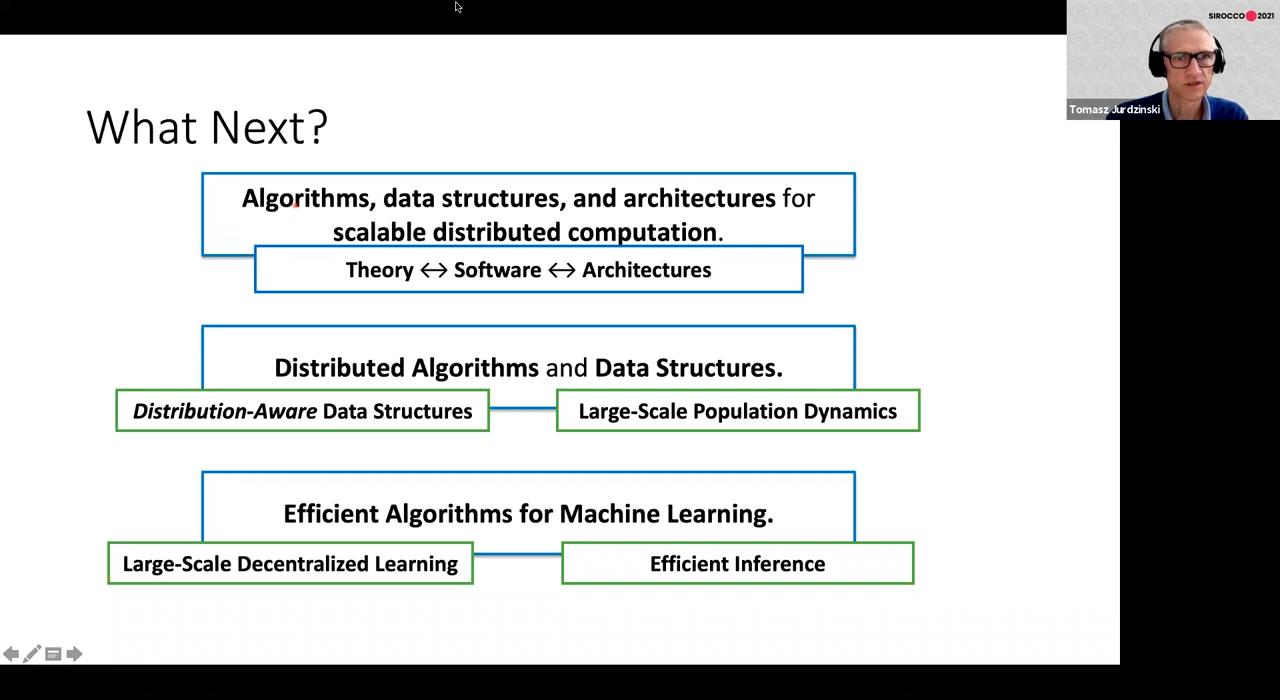 SIROCCO 2021
Tomasz Jurdzinski
What Next?
Algorithms, data structures, and architectures for
scalable distributed computation.
Theory ↔ Software ↔ Architectures
Distributed Algorithms and Data Structures.
Distribution-Aware Data Structures
Large-Scale Population Dynamics
Efficient Algorithms for Machine Learning.
Large-Scale Decentralized Learning
Efficient Inference